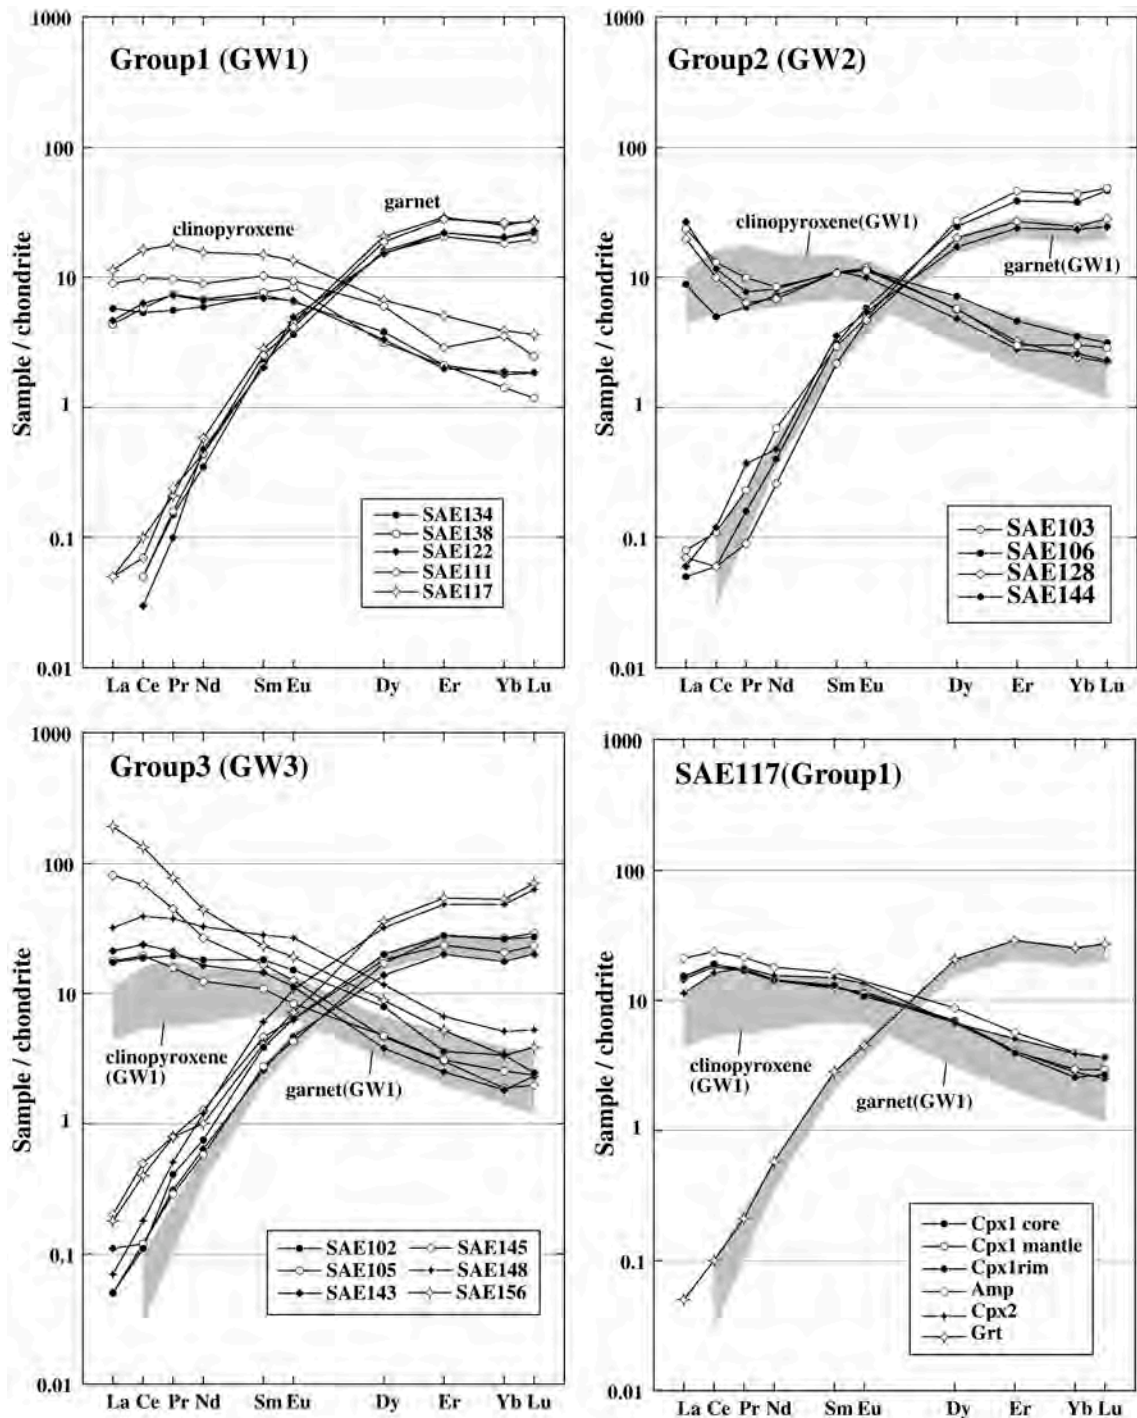 Group1 (GW1)
Sample / chondrite
1000
100
10
1
0.1
0.01
clinopyroxene
garnet
SAE134
SAE138
SAE122
SAE111
SAE117
La Ce Pr Nd Sm Eu Dy Er Yb Lu
Group2 (GW2)
Sample / chondrite
1000
100
10
1
0.1
0.01
clinopyroxene(GW1)
garnet(GW1)
SAE103
SAE106
SAE128
SAE144
La Ce Pr Nd Sm Eu Dy Er Yb Lu
Group3 (GW3)
Sample / chondrite
1000
100
10
1
0.1
0.01
clinopyroxene
(GW1)
garnet(GW1)
SAE102 SAE145
SAE105 SAE148
SAE143 SAE156
La Ce Pr Nd Sm Eu Dy Er Yb Lu
SAE117(Group1)
Sample / chondrite
1000
100
10
1
0.1
0.01
clinopyroxene
(GW1)
garnet(GW1)
Cpx1 core
Cpx1 mantle
Cpx1rim
Amp
Cpx2
Grt
La Ce Pr Nd Sm Eu Dy Er Yb Lu